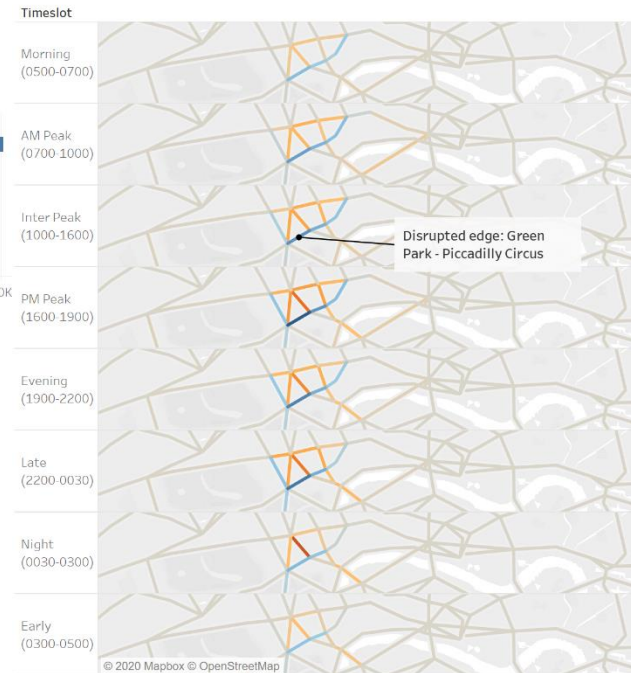 Timeslot
Morning
(0500-0700)
AM Peak
(0700-1000)
Inter Peak
(1000-1600)
Disrupted edge: Green
Park - Piccadilly Circus
0K
PM Peak
(1600-1900)
Evening
(1900-2200)
Late
(2200-0030)
Night
(0030-0300)
Early
(0300-0500)
© 2020 Mapbox © OpenStreetMap